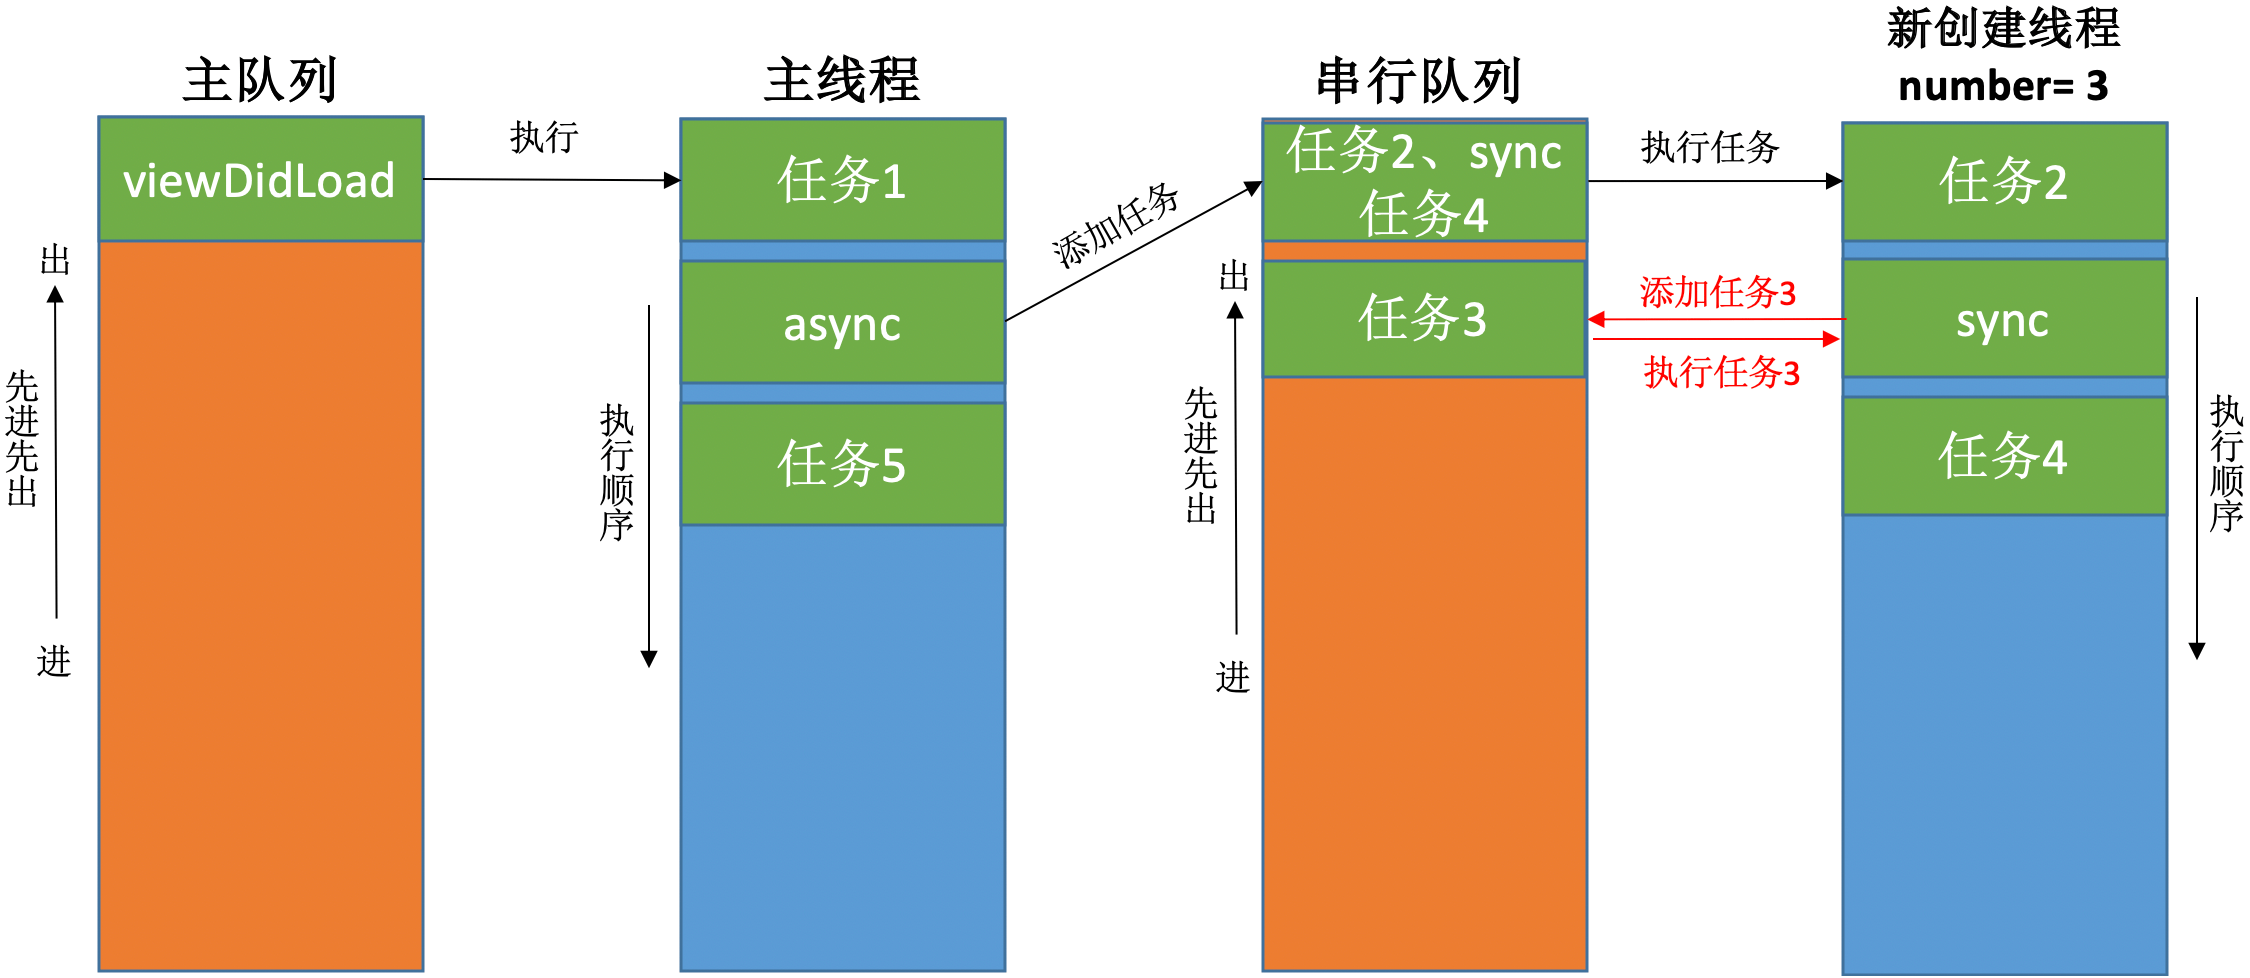 主队列
viewDidLoad
出
先进先出
进
执行
主线程
任务1
async
任务5
执行顺序
添加任务
串行队列
任务2、sync
任务4
任务3
出
先进先出
进
执行任务
添加任务3
执行任务3
新创建线程
number= 3
任务2
sync
任务4
执行顺序